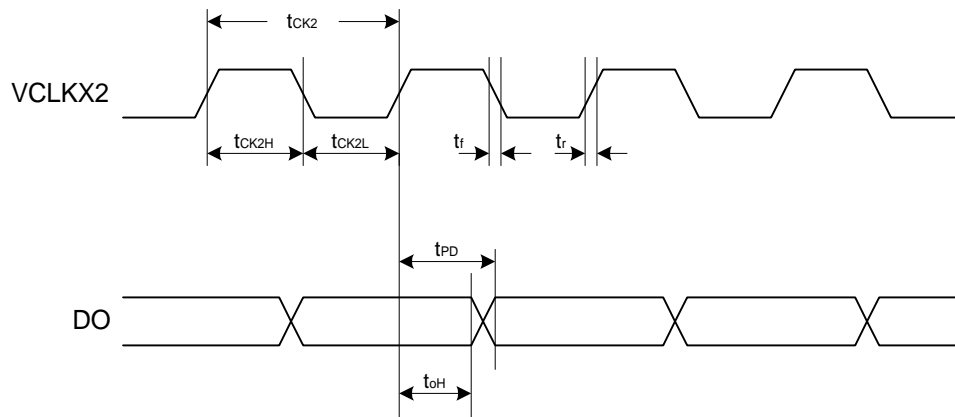 tCK2
VCLKX2
tCK2H
tCK2L
tf
tr
tPD
DO
toH